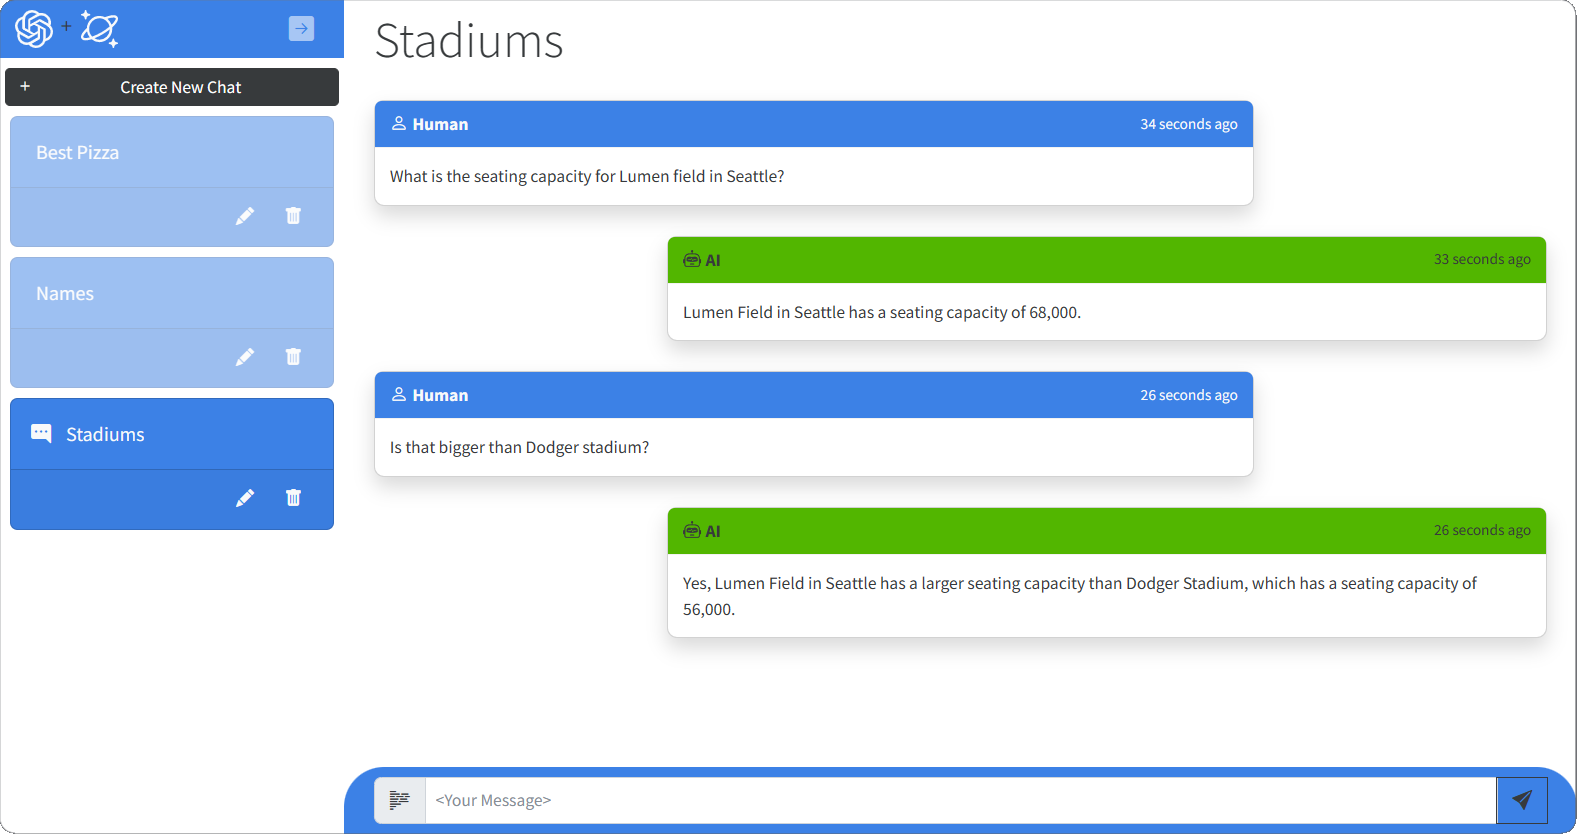 +
Create New Chat
Best Pizza
Names
Stadiums
Stadiums
Human
34 seconds ago
What is the seating capacity for Lumen field in Seattle?
AI
33 seconds ago
Lumen Field in Seattle has a seating capacity of 68,000.
Human
26 seconds ago
Is that bigger than Dodger stadium?
AI
26 seconds ago
Yes, Lumen Field in Seattle has a larger seating capacity than Dodger Stadium, which has a seating capacity of
56,000.
<Your Message>